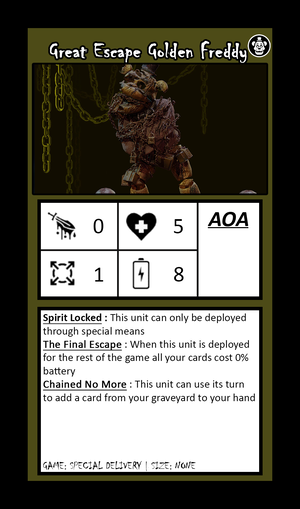 Great Escape Golden Freddy
0
5
AOA
1
8
Spirit Locked : This unit can only be deployed
through special means
The Final Escape : When this unit is deployed
for the rest of the game all your cards cost 0%
battery
Chained No More : This unit can use its turn
to add a card from your graveyard to your hand
GAME: SPECIAL DELIVERY | SIZE: NONE